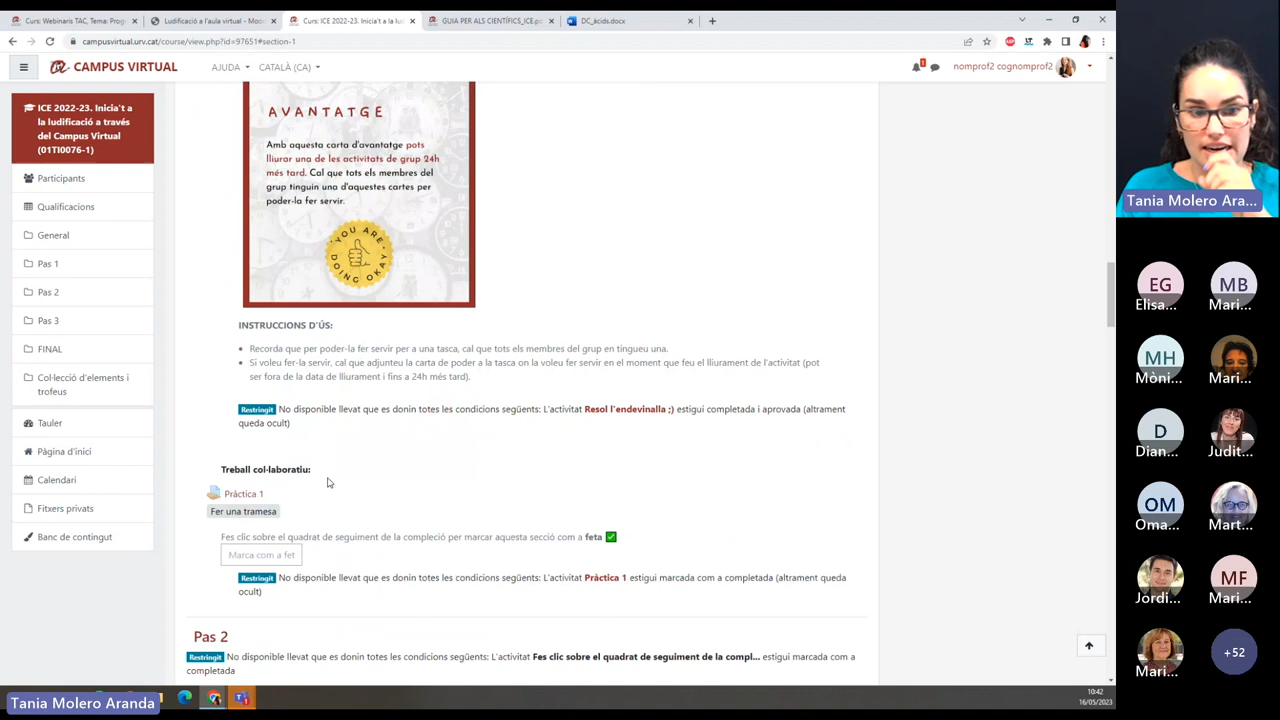 Curs: Webinaris TAC, Tema: Prog
Ludificació a l'aula virtual - Moo
Curs: ICE 2022-23. Inicia't a la lu
GUIA PER ALS CIENTÍFICS_ICE.pc
DC_àcids.docx
campusvirtual.urv.cat/course/view.php?id=97651#section-1
CAMPUS VIRTUAL
AJUDA
CATALÀ (CA)
nomprof2 cognomprof2
ICE 2022-23. Inicia't a
la ludificació a través
del Campus Virtual
(01TI0076-1)
Participants
Qualificacions
General
Pas 1
Pas 2
Pas 3
FINAL
Col·lecció d'elements i
trofeus
Tauler
Pàgina d'inici
Calendari
Fitxers privats
Banc de contingut
AVANTATGE
Amb aquesta carta d'avantatge pots
lliurar una de les activitats de grup 24h
més tard. Cal que tots els membres del
grup tinguin una d'aquestes cartes per
poder-la fer servir.
YOU ARE
DOING OKAY
INSTRUCCIONS D'ÚS:
• Recorda que per poder-la fer servir per a una tasca, cal que tots els membres del grup en tingueu una.
• Si voleu fer-la servir, cal que adjunteu la carta de poder a la tasca on la voleu fer servir en el moment que feu el lliurament de l'activitat (pot
ser fora de la data de lliurament i fins a 24h més tard).
Restringit No disponible llevat que es donin totes les condicions següents: L'activitat Resol l'endevinalla ;) estigui completada i aprovada (altrament
queda ocult)
Treball col·laboratiu:
Pràctica 1
Fer una tramesa
Fes clic sobre el quadrat de seguiment de la compleció per marcar aquesta secció com a feta ✅
Marca com a fet
Restringit No disponible llevat que es donin totes les condicions següents: L'activitat Pràctica 1 estigui marcada com a completada (altrament queda
ocult)
Pas 2
Restringit No disponible llevat que es donin totes les condicions següents: L'activitat Fes clic sobre el quadrat de seguiment de la compl... estigui marcada com a
completada
Tania Molero Ara...
EG
Elisa...
MB
Mari...
MH
Mòni...
Mari...
D
Dian...
Judit...
OM
Oma...
Mart...
Jordi...
MF
Mari...
Mari...
+52
Tania Molero Aranda
10:42
16/05/2023